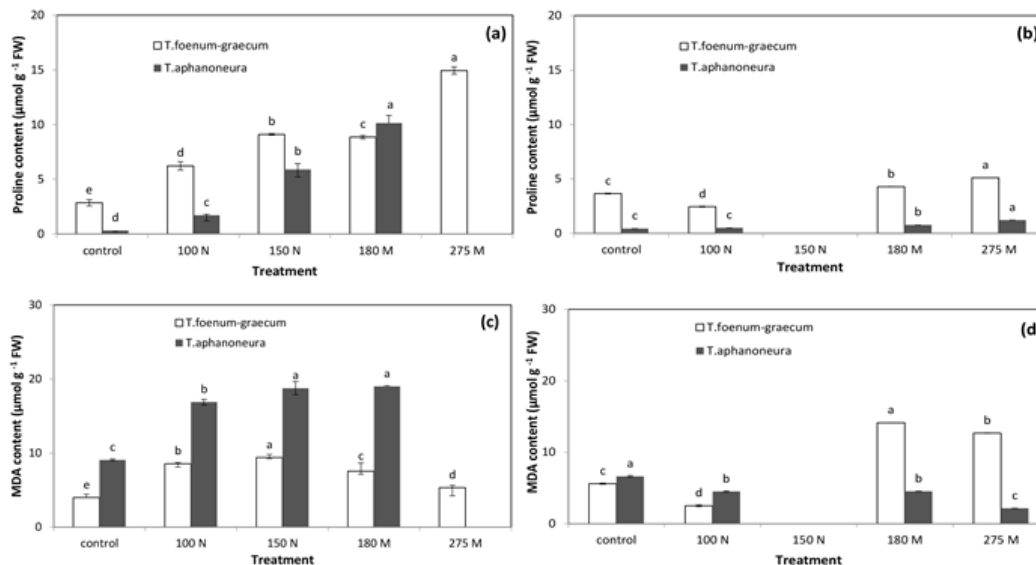 20
15
10
5
0
Proline content (µmol g -1 FW)
(a)
T.foenum-graecum
T.aphanoneura
e
d
d
c
b
b
c
a
a
control 100 N 150 N 180 M 275 M
Treatment
20
15
10
5
0
Proline content (µmol g -1 FW)
(b)
T.foenum-graecum
T.aphanoneura
c
c
d
c
c
b
a
a
control 100 N 150 N 180 M 275 M
Treatment
30
20
10
0
MDA content (µmol g -1 FW)
(c)
T.foenum-graecum
T.aphanoneura
e
c
b
b
a
a
c
a
d
control 100 N 150 N 180 M 275 M
Treatment
30
20
10
0
MDA content (µmol g -1 FW)
(d
T.foenum-graecum
T.aphanoneura
c
a
d
b
a
b
b
c
control 100 N 150 N 180 M 275 M
Treatment